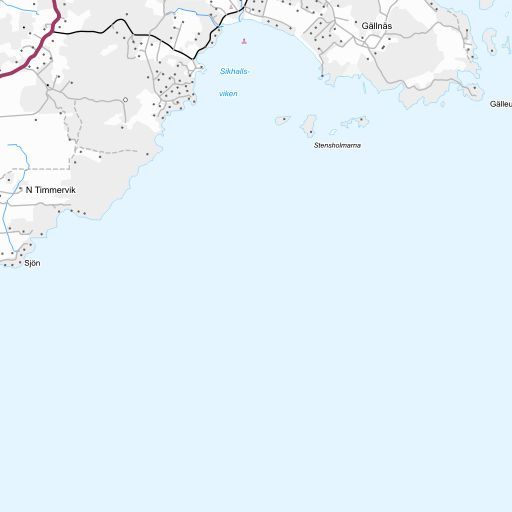 Gällnäs
Sikhalls-
viken
Gälleu
Stensholmarna
N Timmervik
Sjön